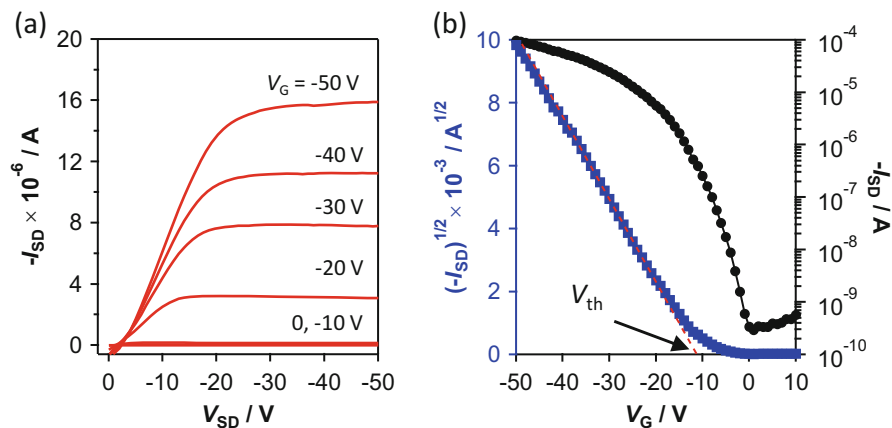 (a)
20
16
12
8
4
0
-I_SD × 10⁻⁶ / A
V_G = -50 V
-40 V
-30 V
-20 V
0, -10 V
0 -10 -20 -30 -40 -50
V_SD / V
(b)
10
8
6
4
2
0
(-I_SD)^1/2 × 10⁻³ / A^1/2
V_th
10⁻⁴
10⁻⁵
10⁻⁶
10⁻⁷
10⁻⁸
10⁻⁹
10⁻¹⁰
-I_SD / A
-50 -40 -30 -20 -10 0 10
V_G / V